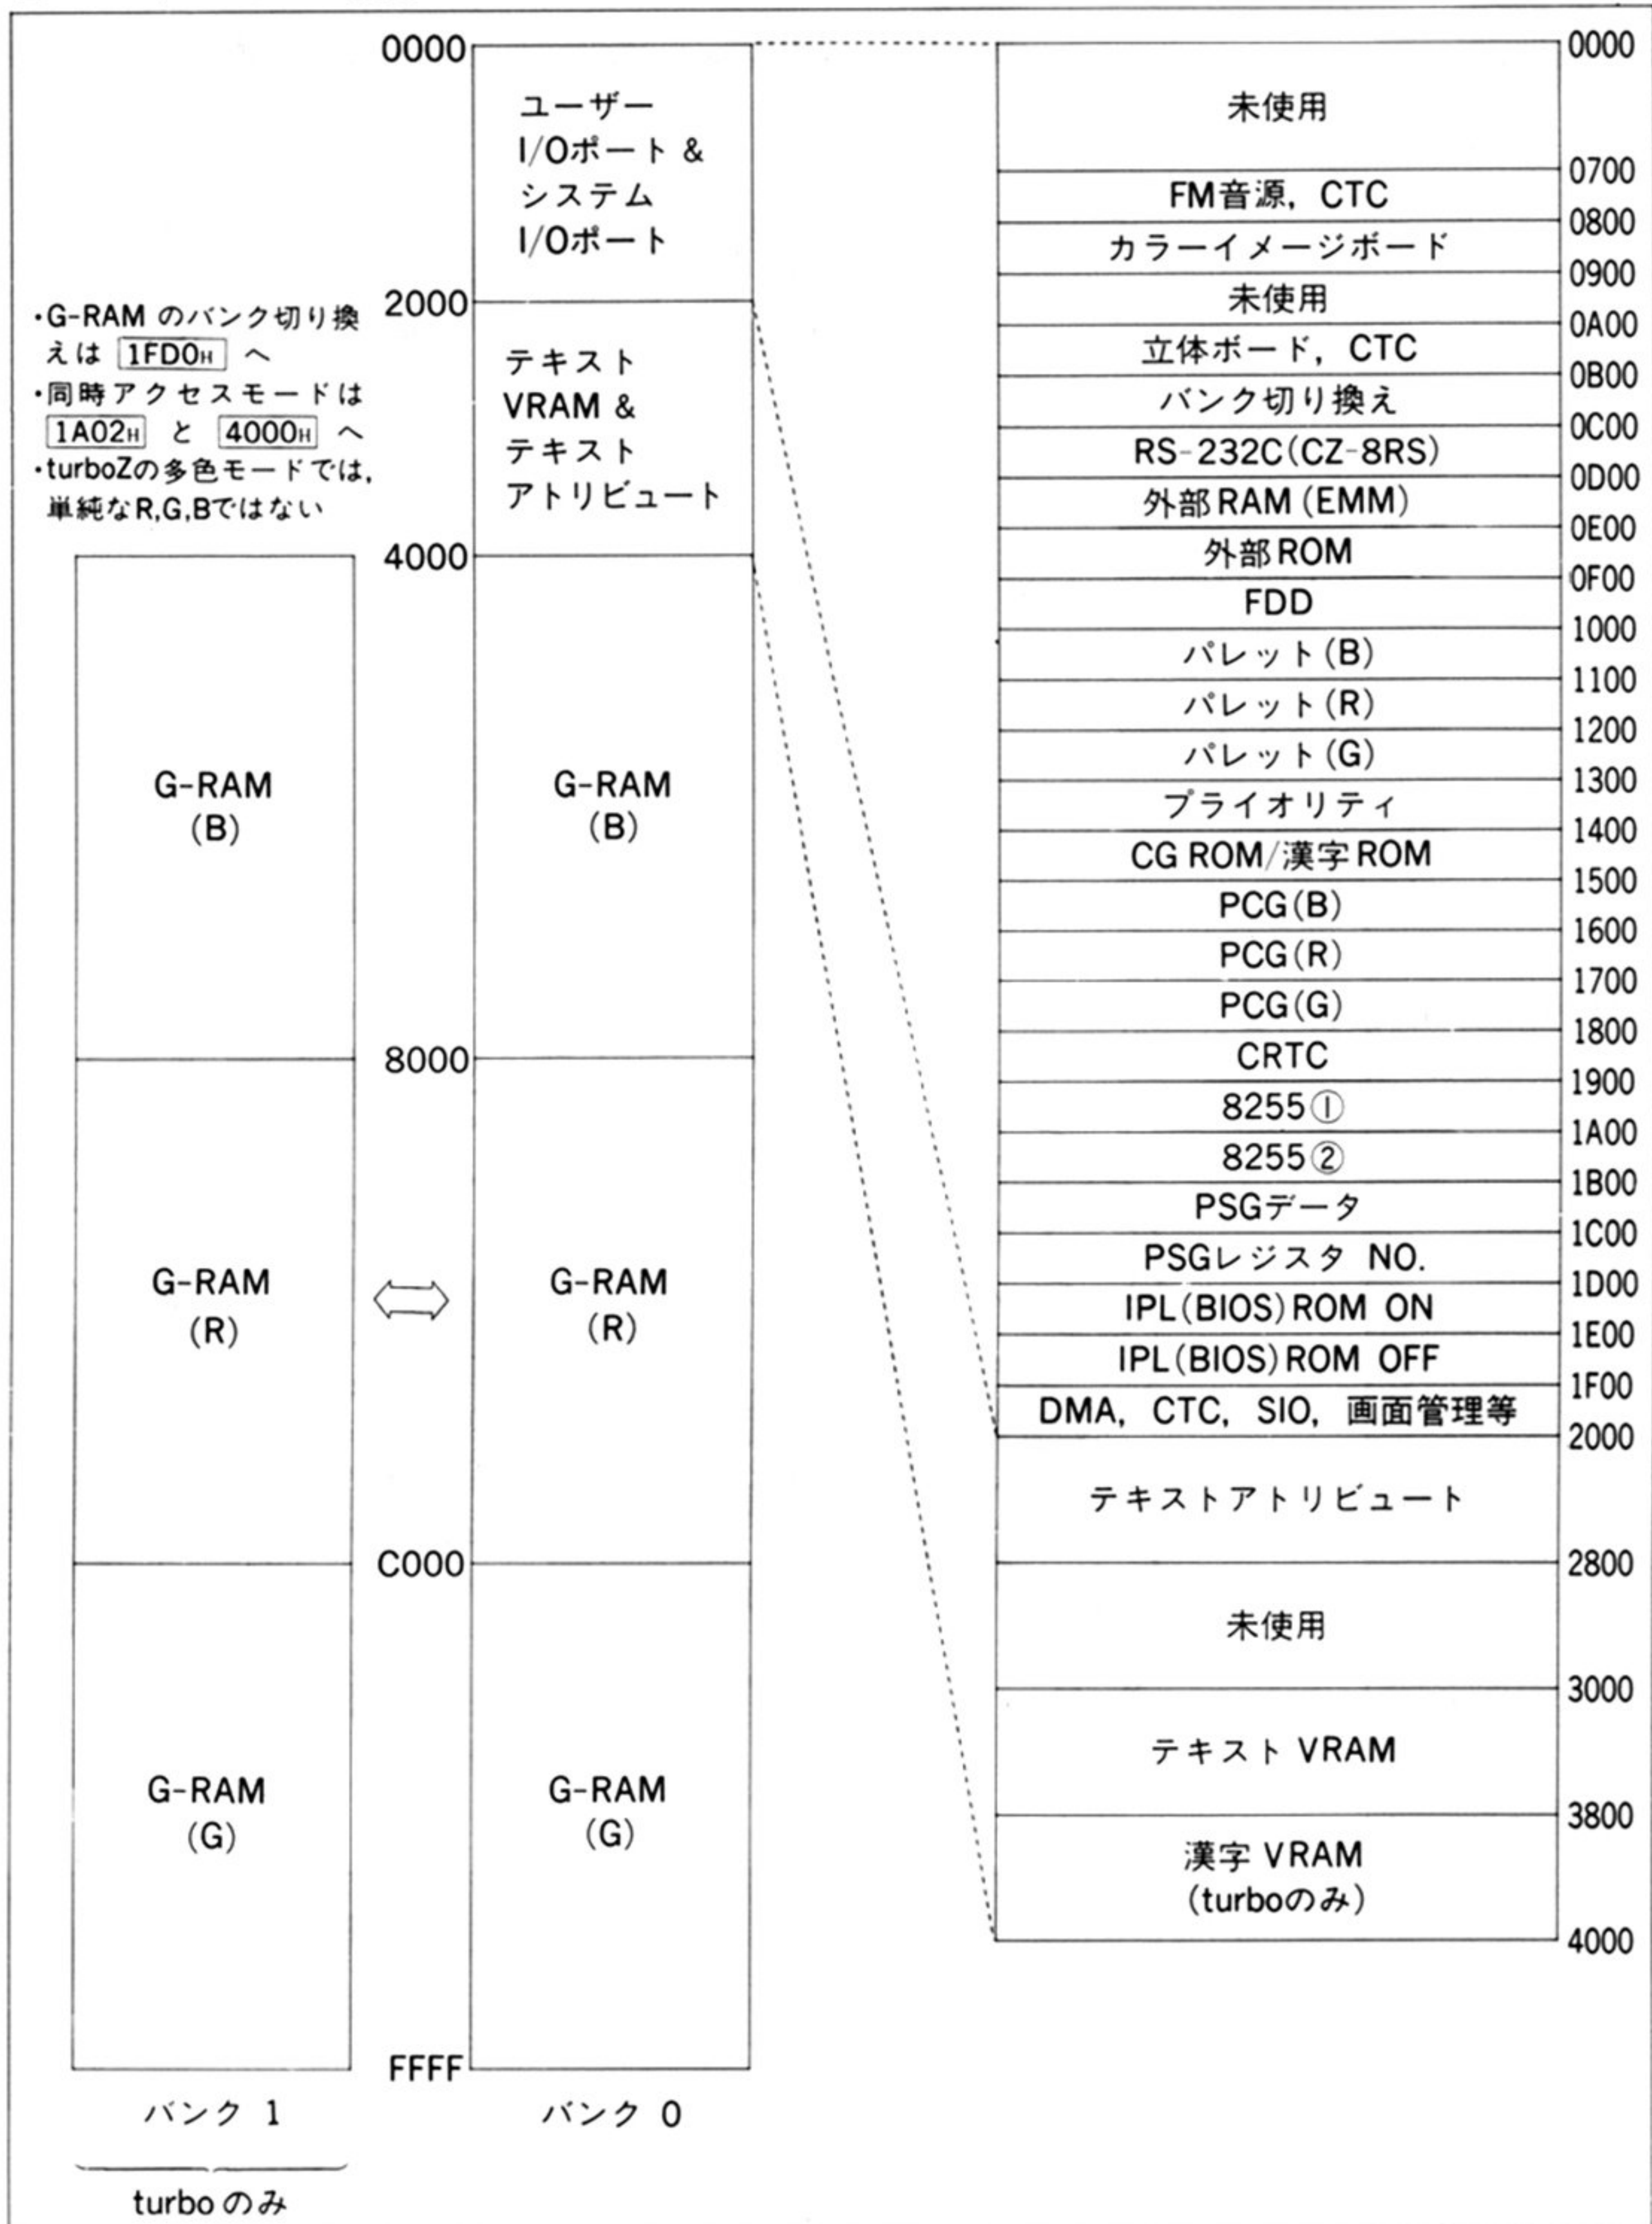 ・G-RAM のバンク切り換
えは 1FD0H へ
・同時アクセスモードは
1A02H と 4000H へ
・turboZの多色モードでは,
単純なR,G,Bではない
G-RAM
(B)
G-RAM
(R)
G-RAM
(G)
バンク 1
turboのみ
0000
ユーザー
I/Oポート &
システム
I/Oポート
2000
テキスト
VRAM &
テキスト
アトリビュート
4000
G-RAM
(B)
8000
G-RAM
(R)
C000
G-RAM
(G)
FFFF
バンク 0
0000
未使用
0700
FM音源, CTC
0800
カラーイメージボード
0900
未使用
0A00
立体ボード, CTC
0B00
バンク切り換え
0C00
RS-232C(CZ-8RS)
0D00
外部RAM(EMM)
0E00
外部ROM
0F00
FDD
1000
パレット(B)
1100
パレット(R)
1200
パレット(G)
1300
プライオリティ
1400
CG ROM/漢字ROM
1500
PCG(B)
1600
PCG(R)
1700
PCG(G)
1800
CRTC
1900
8255①
1A00
8255②
1B00
PSGデータ
1C00
PSGレジスタ NO.
1D00
IPL(BIOS)ROM ON
1E00
IPL(BIOS)ROM OFF
1F00
DMA, CTC, SIO, 画面管理等
2000
テキストアトリビュート
2800
未使用
3000
テキスト VRAM
3800
漢字 VRAM
(turboのみ)
4000